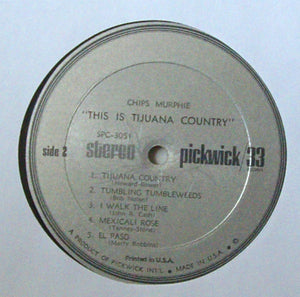 CHIPS MURPHIE
"THIS IS TIJUANA COUNTRY"
SPC-3051
side 2 stereo pickwick/33
1. TIJUANA COUNTRY
2. TUMBLING TUMBLEWEEDS
(Bob Nolan)
3. I WALK THE LINE
(John R. Cash)
4. MEXICALI ROSE
(Tenney-Stone)
5. EL PASO
(Marty Robbins)
Printed in U.S.A.
A PRODUCT OF PICKWICK INT'L. • MADE IN U.S.A.